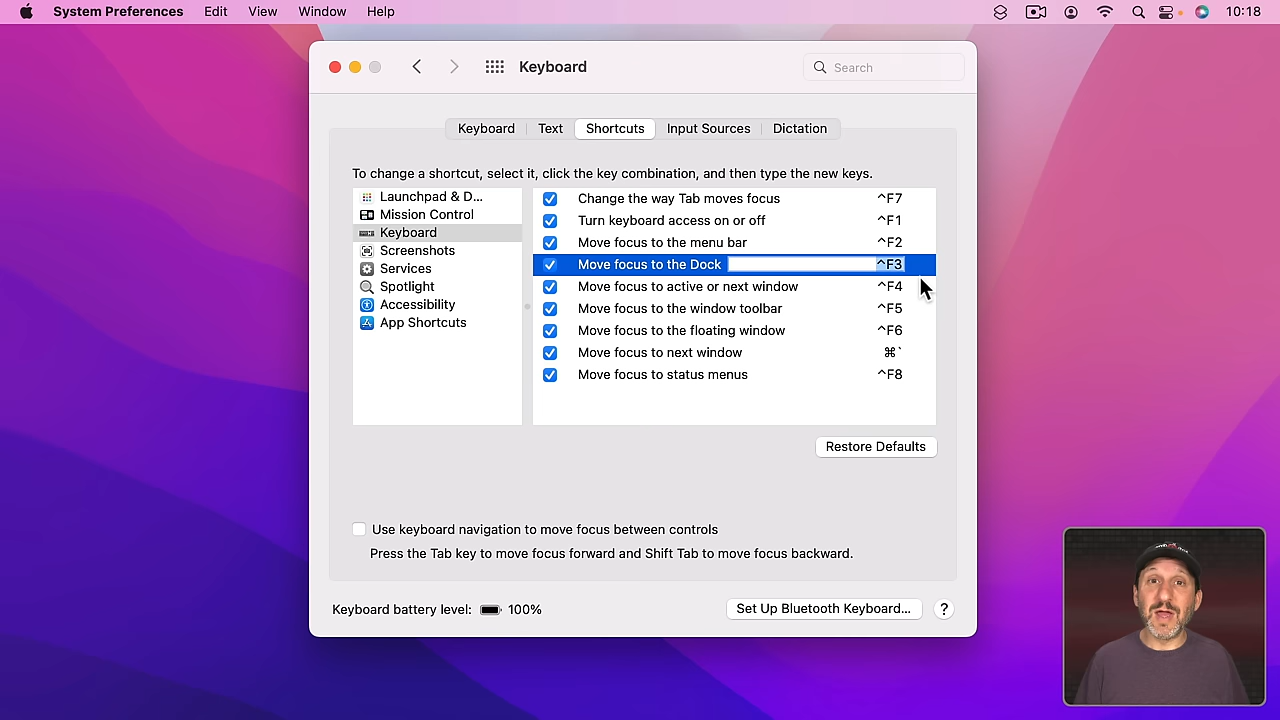 System Preferences Edit View Window Help 10:18
Keyboard
Search
Keyboard Text Shortcuts Input Sources Dictation
To change a shortcut, select it, click the key combination, and then type the new keys.
Launchpad & D...
Mission Control
Keyboard
Screenshots
Services
Spotlight
Accessibility
App Shortcuts
Change the way Tab moves focus ^F7
Turn keyboard access on or off ^F1
Move focus to the menu bar ^F2
Move focus to the Dock ^F3
Move focus to active or next window ^F4
Move focus to the window toolbar ^F5
Move focus to the floating window ^F6
Move focus to next window ⌘`
Move focus to status menus ^F8
Restore Defaults
Use keyboard navigation to move focus between controls
Press the Tab key to move focus forward and Shift Tab to move focus backward.
Keyboard battery level: 100%
Set Up Bluetooth Keyboard... ?